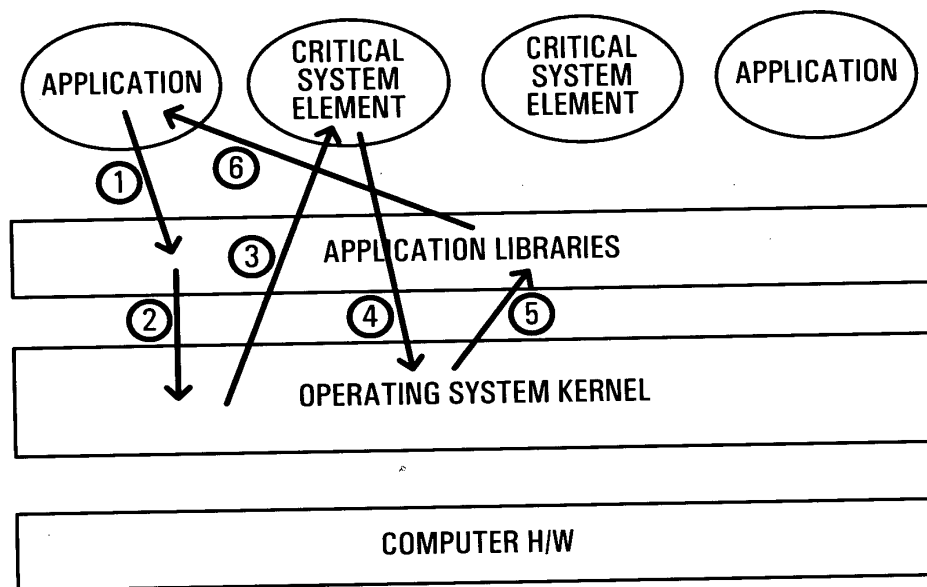 APPLICATION
CRITICAL
SYSTEM
ELEMENT
CRITICAL
SYSTEM
ELEMENT
APPLICATION
1
6
3
APPLICATION LIBRARIES
2
4
5
OPERATING SYSTEM KERNEL
COMPUTER H/W